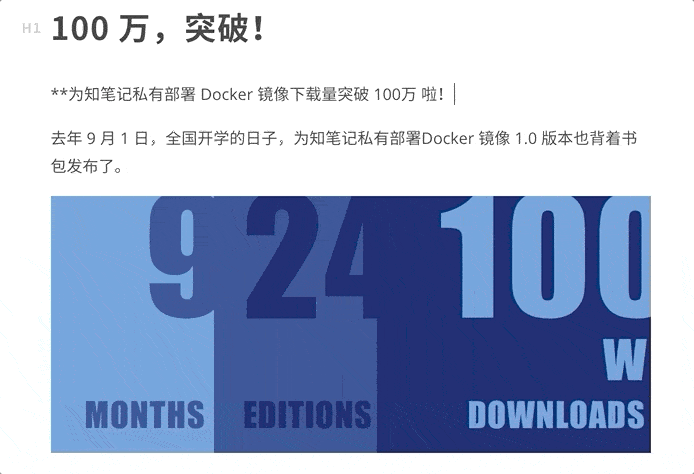 H1 100 万，突破！
**为知笔记私有部署 Docker 镜像下载量突破 100万 啦！
去年 9 月 1 日，全国开学的日子，为知笔记私有部署Docker 镜像 1.0 版本也背着书
包发布了。
9 24 100
W
MONTHS EDITIONS DOWNLOADS